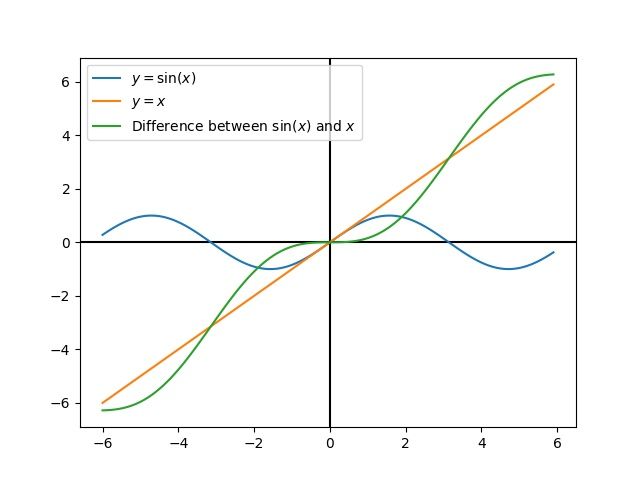 y = sin(x)
y = x
Difference between sin(x) and x
6
4
2
0
−2
−4
−6
−6 −4 −2 0 2 4 6